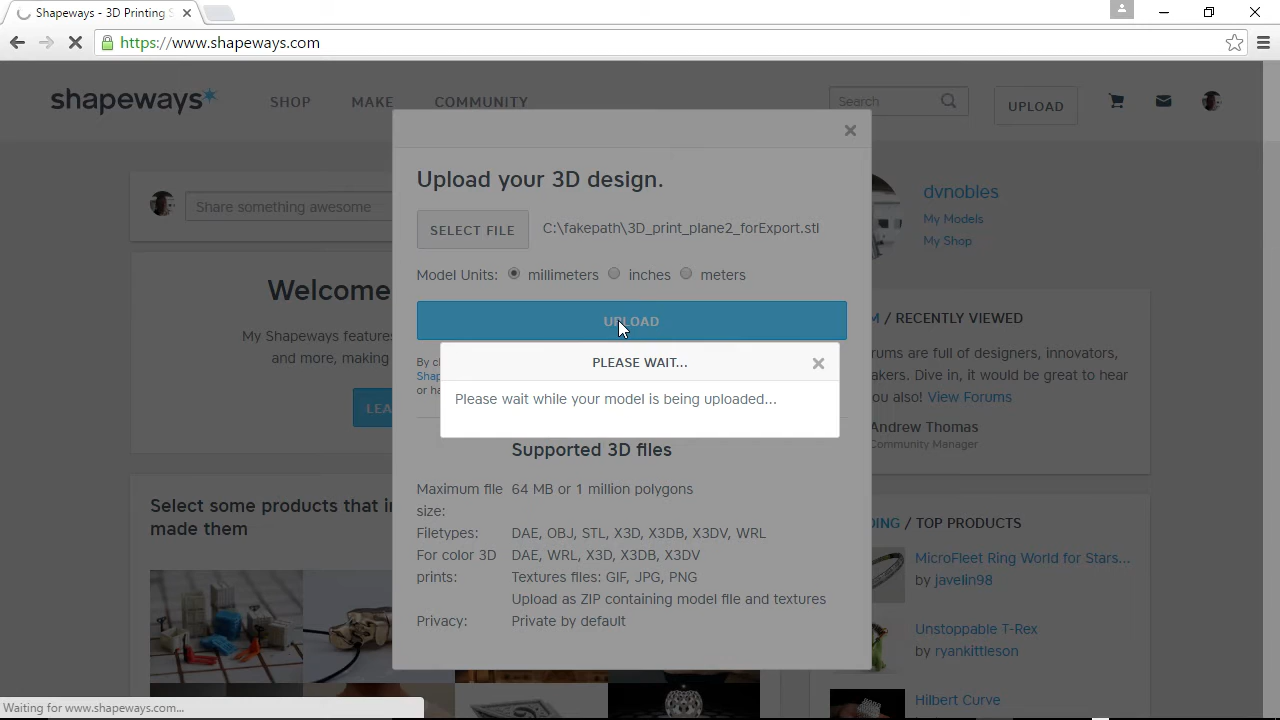 Shapeways - 3D Printing S
https://www.shapeways.com
shapeways*
SHOP
MAKE
COMMUNITY
Search
UPLOAD
Share something awesome
Welcome
My Shapeways features
and more, making
LEA
Select some products that i
made them
Upload your 3D design.
SELECT FILE
C:\fakepath\3D_print_plane2_forExport.stl
Model Units:
millimeters
inches
meters
UPLOAD
By c
Shap
or ha
PLEASE WAIT...
Please wait while your model is being uploaded...
Supported 3D files
Maximum file size:
64 MB or 1 million polygons
Filetypes:
DAE, OBJ, STL, X3D, X3DB, X3DV, WRL
For color 3D prints:
DAE, WRL, X3D, X3DB, X3DV
Textures files: GIF, JPG, PNG
Upload as ZIP containing model file and textures
Privacy:
Private by default
dvnobles
My Models
My Shop
M / RECENTLY VIEWED
rums are full of designers, innovators,
akers. Dive in, it would be great to hear
you also! View Forums
Andrew Thomas
Community Manager
DING / TOP PRODUCTS
MicroFleet Ring World for Stars...
by javelin98
Unstoppable T-Rex
by ryankittleson
Hilbert Curve
Waiting for www.shapeways.com...